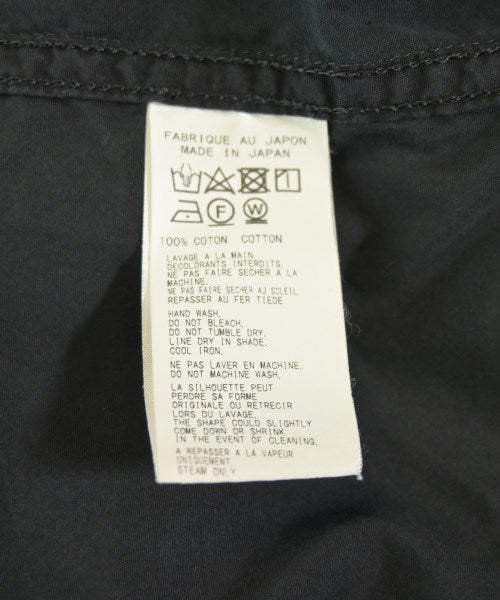 FABRIQUE AU JAPON
MADE IN JAPAN
F W
100% COTON COTTON
LAVAGE A LA MAIN.
DECOLORANTS INTERDITS.
NE PAS FAIRE SECHER A LA
MACHINE.
NE PAS FAIRE SECHER AU SOLEIL.
REPASSER AU FER TIEDE
HAND WASH.
DO NOT BLEACH.
DO NOT TUMBLE DRY.
LINE DRY IN SHADE.
COOL IRON.
NE PAS LAVER EN MACHINE.
DO NOT MACHINE WASH.
LA SILHOUETTE PEUT
PERDRE SA FORME
ORIGINALE OU RETRECIR
LORS DU LAVAGE.
THE SHAPE COULD SLIGHTLY
COME DOWN OR SHRINK
IN THE EVENT OF CLEANING.
A REPASSER A LA VAPEUR
UNIQUEMENT.
STEAM ONLY